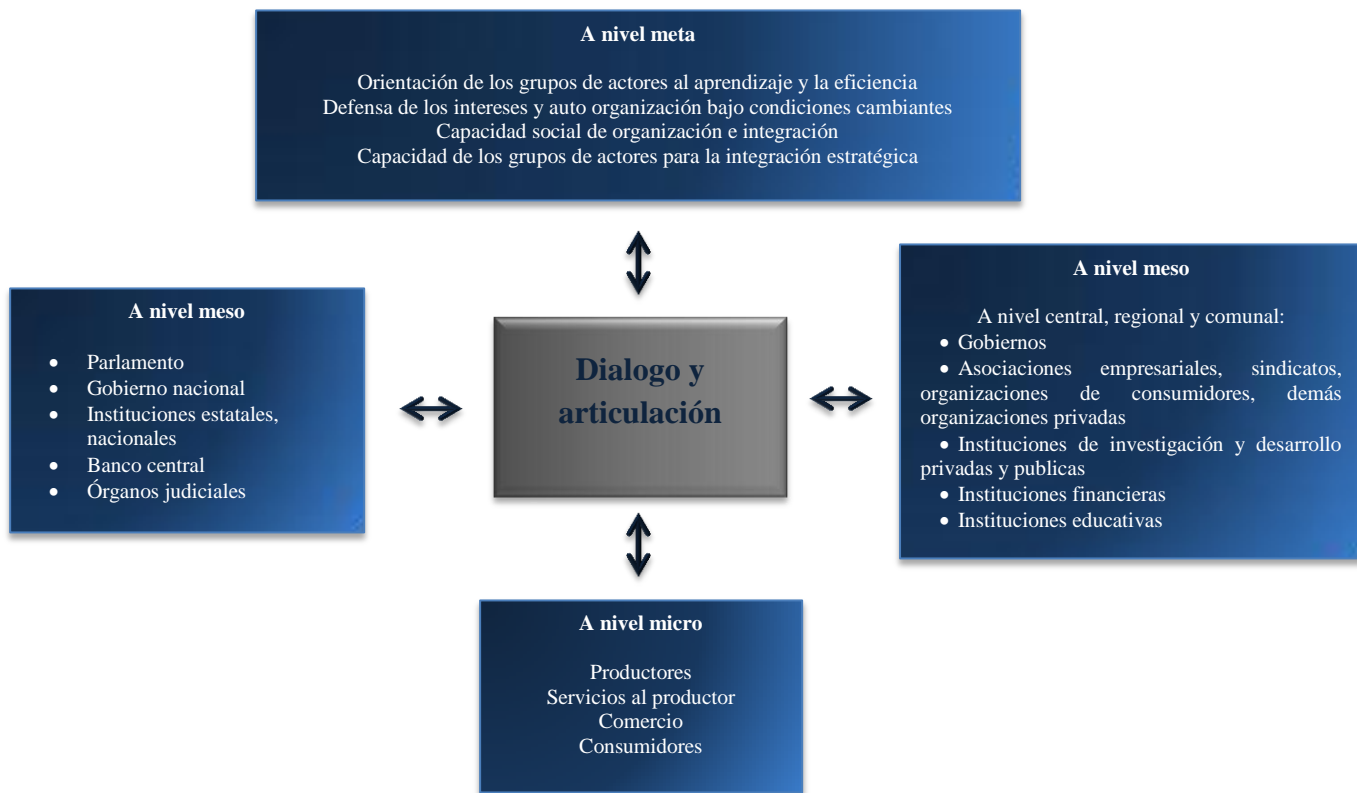 A nivel meta
Orientación de los grupos de actores al aprendizaje y la eficiencia
Defensa de los intereses y auto organización bajo condiciones cambiantes
Capacidad social de organización e integración
Capacidad de los grupos de actores para la integración estratégica
A nivel meso
• Parlamento
• Gobierno nacional
• Instituciones estatales,
nacionales
• Banco central
• Órganos judiciales
Dialogo y
articulación
A nivel meso
A nivel central, regional y comunal:
• Gobiernos
• Asociaciones empresariales, sindicatos,
organizaciones de consumidores, demás
organizaciones privadas
• Instituciones de investigación y desarrollo
privadas y publicas
• Instituciones financieras
• Instituciones educativas
A nivel micro
Productores
Servicios al productor
Comercio
Consumidores